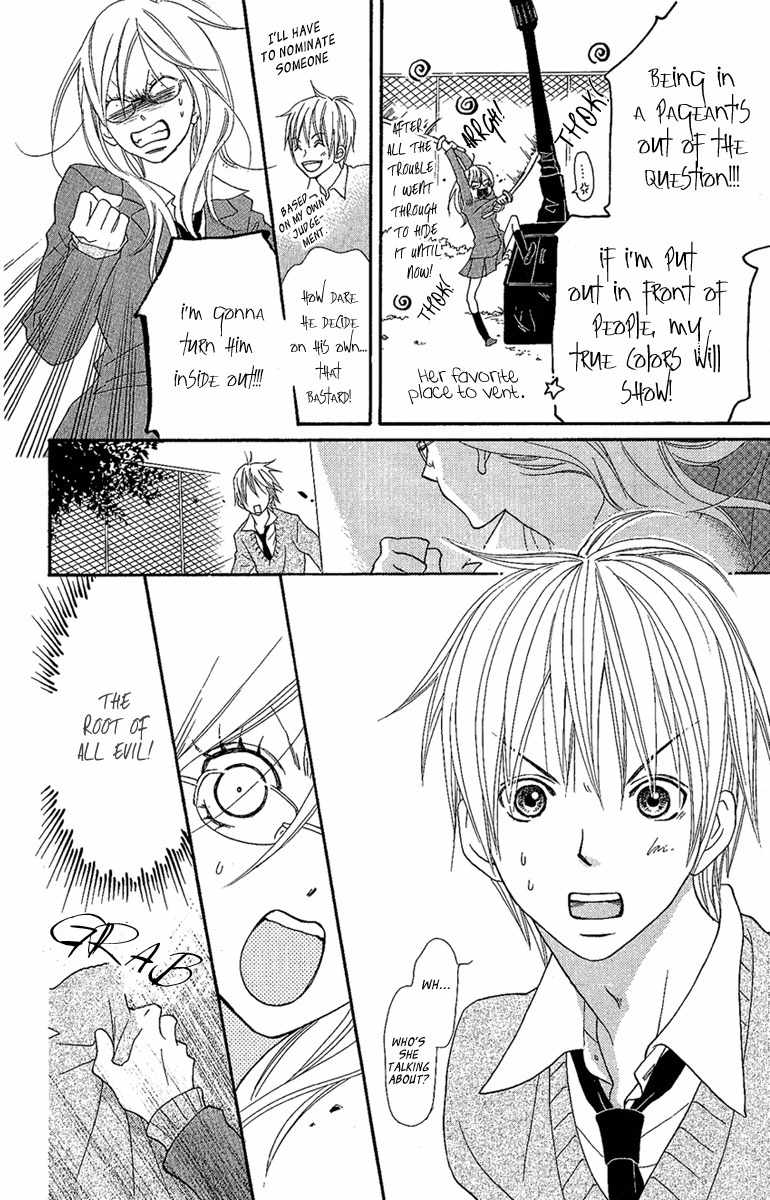 BEING IN
A PAGEANT'S
OUT OF THE
QUESTION!!!
IF I'M PUT
OUT IN FRONT OF
PEOPLE, MY
TRUE COLORS WILL
SHOW!
THOK!
ARRGH!
AFTER
ALL THE
TROUBLE
I WENT
THROUGH
TO HIDE
IT UNTIL
NOW!
THOK!
HER FAVORITE
PLACE TO VENT.
I'LL HAVE
TO NOMINATE
SOMEONE
BASED
ON MY OWN
JUDGE-
MENT.
HOW DARE
HE DECIDE
ON HIS OWN...
THAT
BASTARD!
I'M GONNA
TURN HIM
INSIDE OUT!!!
WH...
WHO'S
SHE
TALKING
ABOUT?
THE
ROOT OF
ALL EVIL!
GRAB